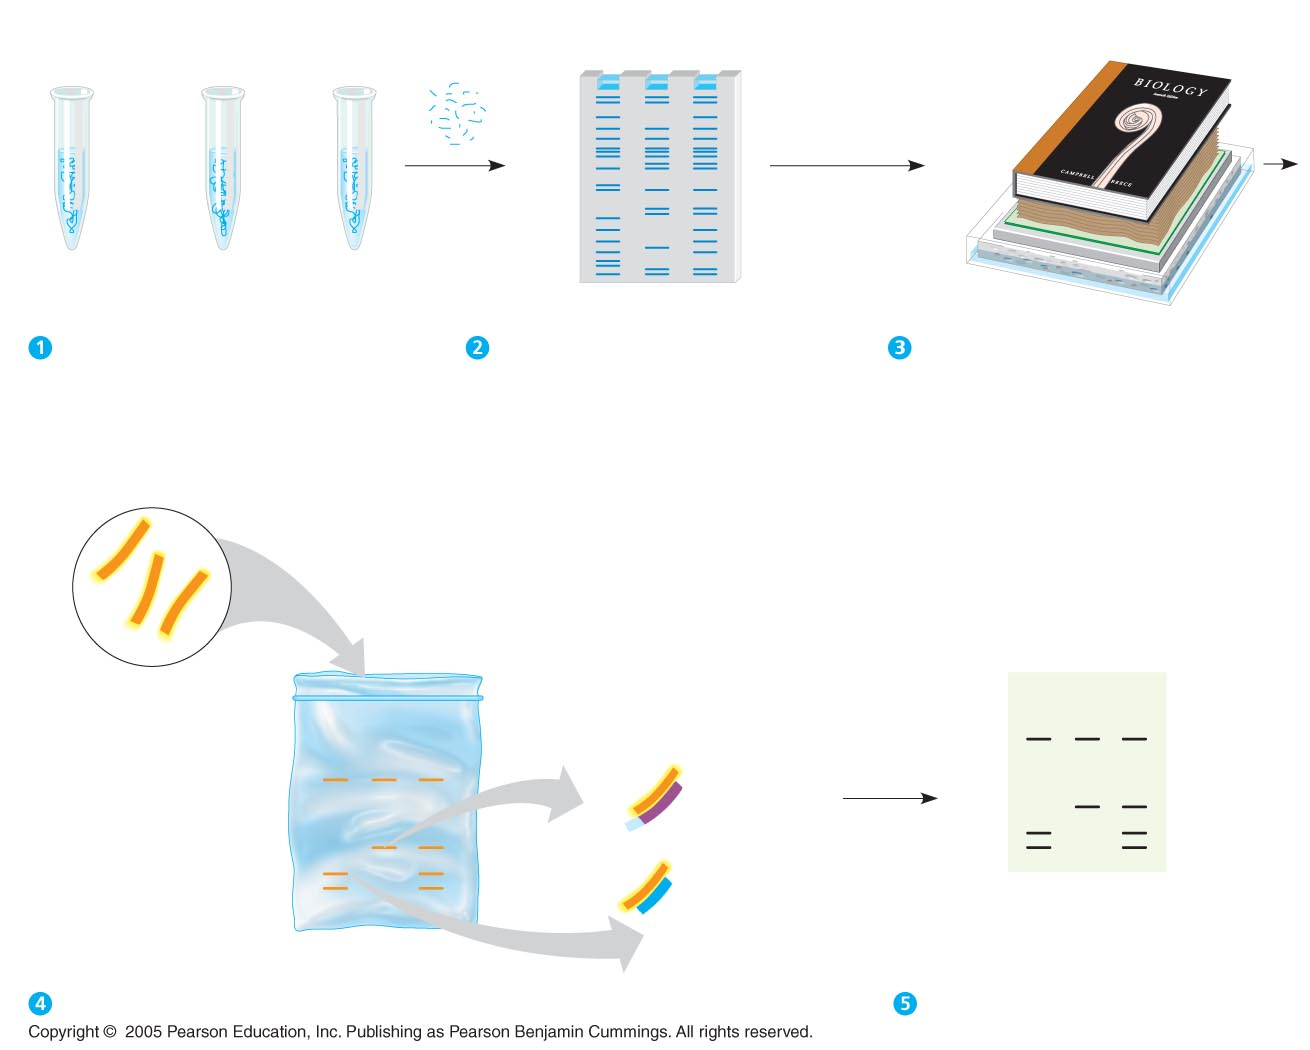 BIOLOGY
CAMPBELL REECE
1
2
3
4
5
Copyright © 2005 Pearson Education, Inc. Publishing as Pearson Benjamin Cummings. All rights reserved.